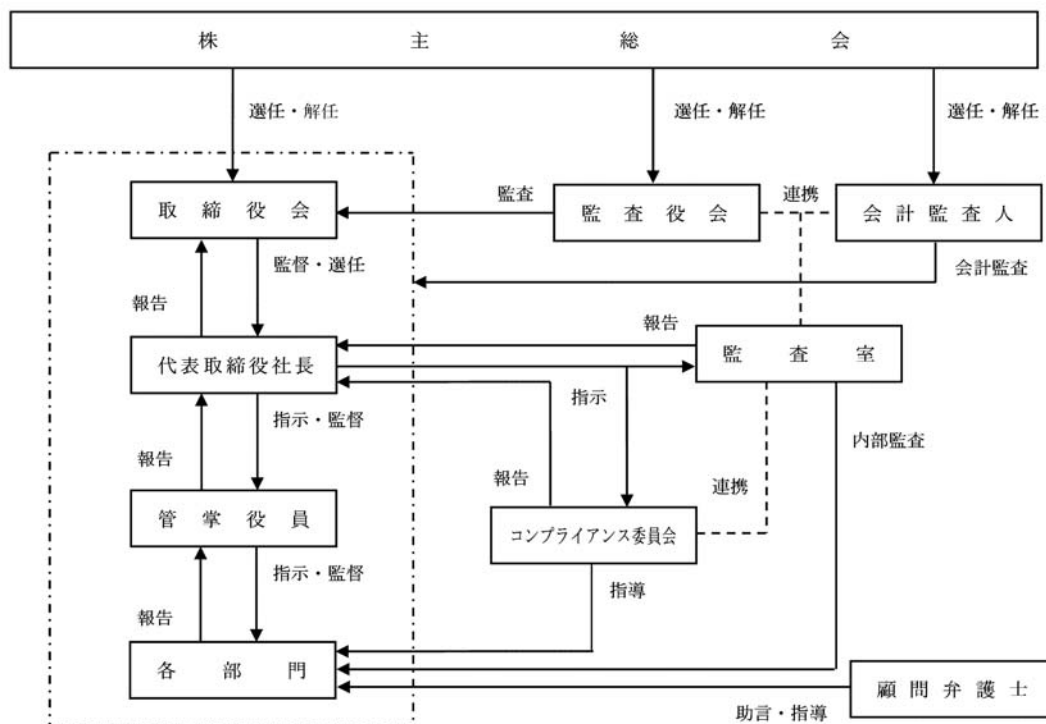 株主総会
選任・解任
選任・解任
選任・解任
取締役会
監査
監査役会
連携
会計監査人
監督・選任
会計監査
報告
報告
代表取締役社長
監査室
指示
指示・監督
内部監査
報告
報告
連携
管掌役員
コンプライアンス委員会
指示・監督
指導
報告
各部門
顧問弁護士
助言・指導